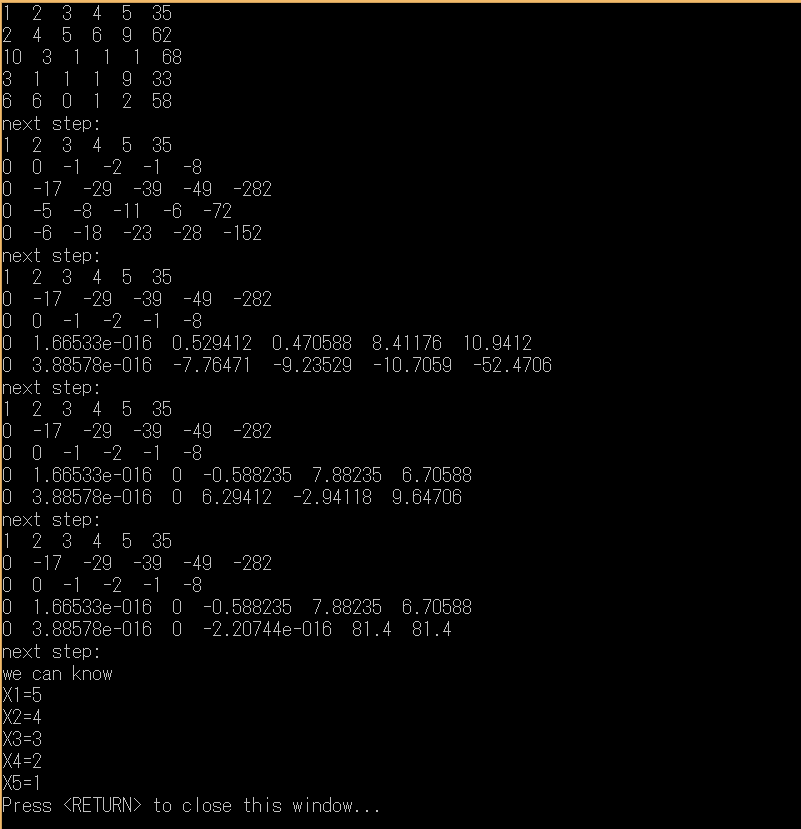 1 2 3 4 5 35
2 4 5 6 9 62
10 3 1 1 1 68
3 1 1 1 9 33
6 6 0 1 2 58
next step:
1 2 3 4 5 35
0 0 -1 -2 -1 -8
0 -17 -29 -39 -49 -282
0 -5 -8 -11 -6 -72
0 -6 -18 -23 -28 -152
next step:
1 2 3 4 5 35
0 -17 -29 -39 -49 -282
0 0 -1 -2 -1 -8
0 1.66533e-016 0.529412 0.470588 8.41176 10.9412
0 3.88578e-016 -7.76471 -9.23529 -10.7059 -52.4706
next step:
1 2 3 4 5 35
0 -17 -29 -39 -49 -282
0 0 -1 -2 -1 -8
0 1.66533e-016 0 -0.588235 7.88235 6.70588
0 3.88578e-016 0 6.29412 -2.94118 9.64706
next step:
1 2 3 4 5 35
0 -17 -29 -39 -49 -282
0 0 -1 -2 -1 -8
0 1.66533e-016 0 -0.588235 7.88235 6.70588
0 3.88578e-016 0 -2.20744e-016 81.4 81.4
next step:
we can know
X1=5
X2=4
X3=3
X4=2
X5=1
Press <RETURN> to close this window...